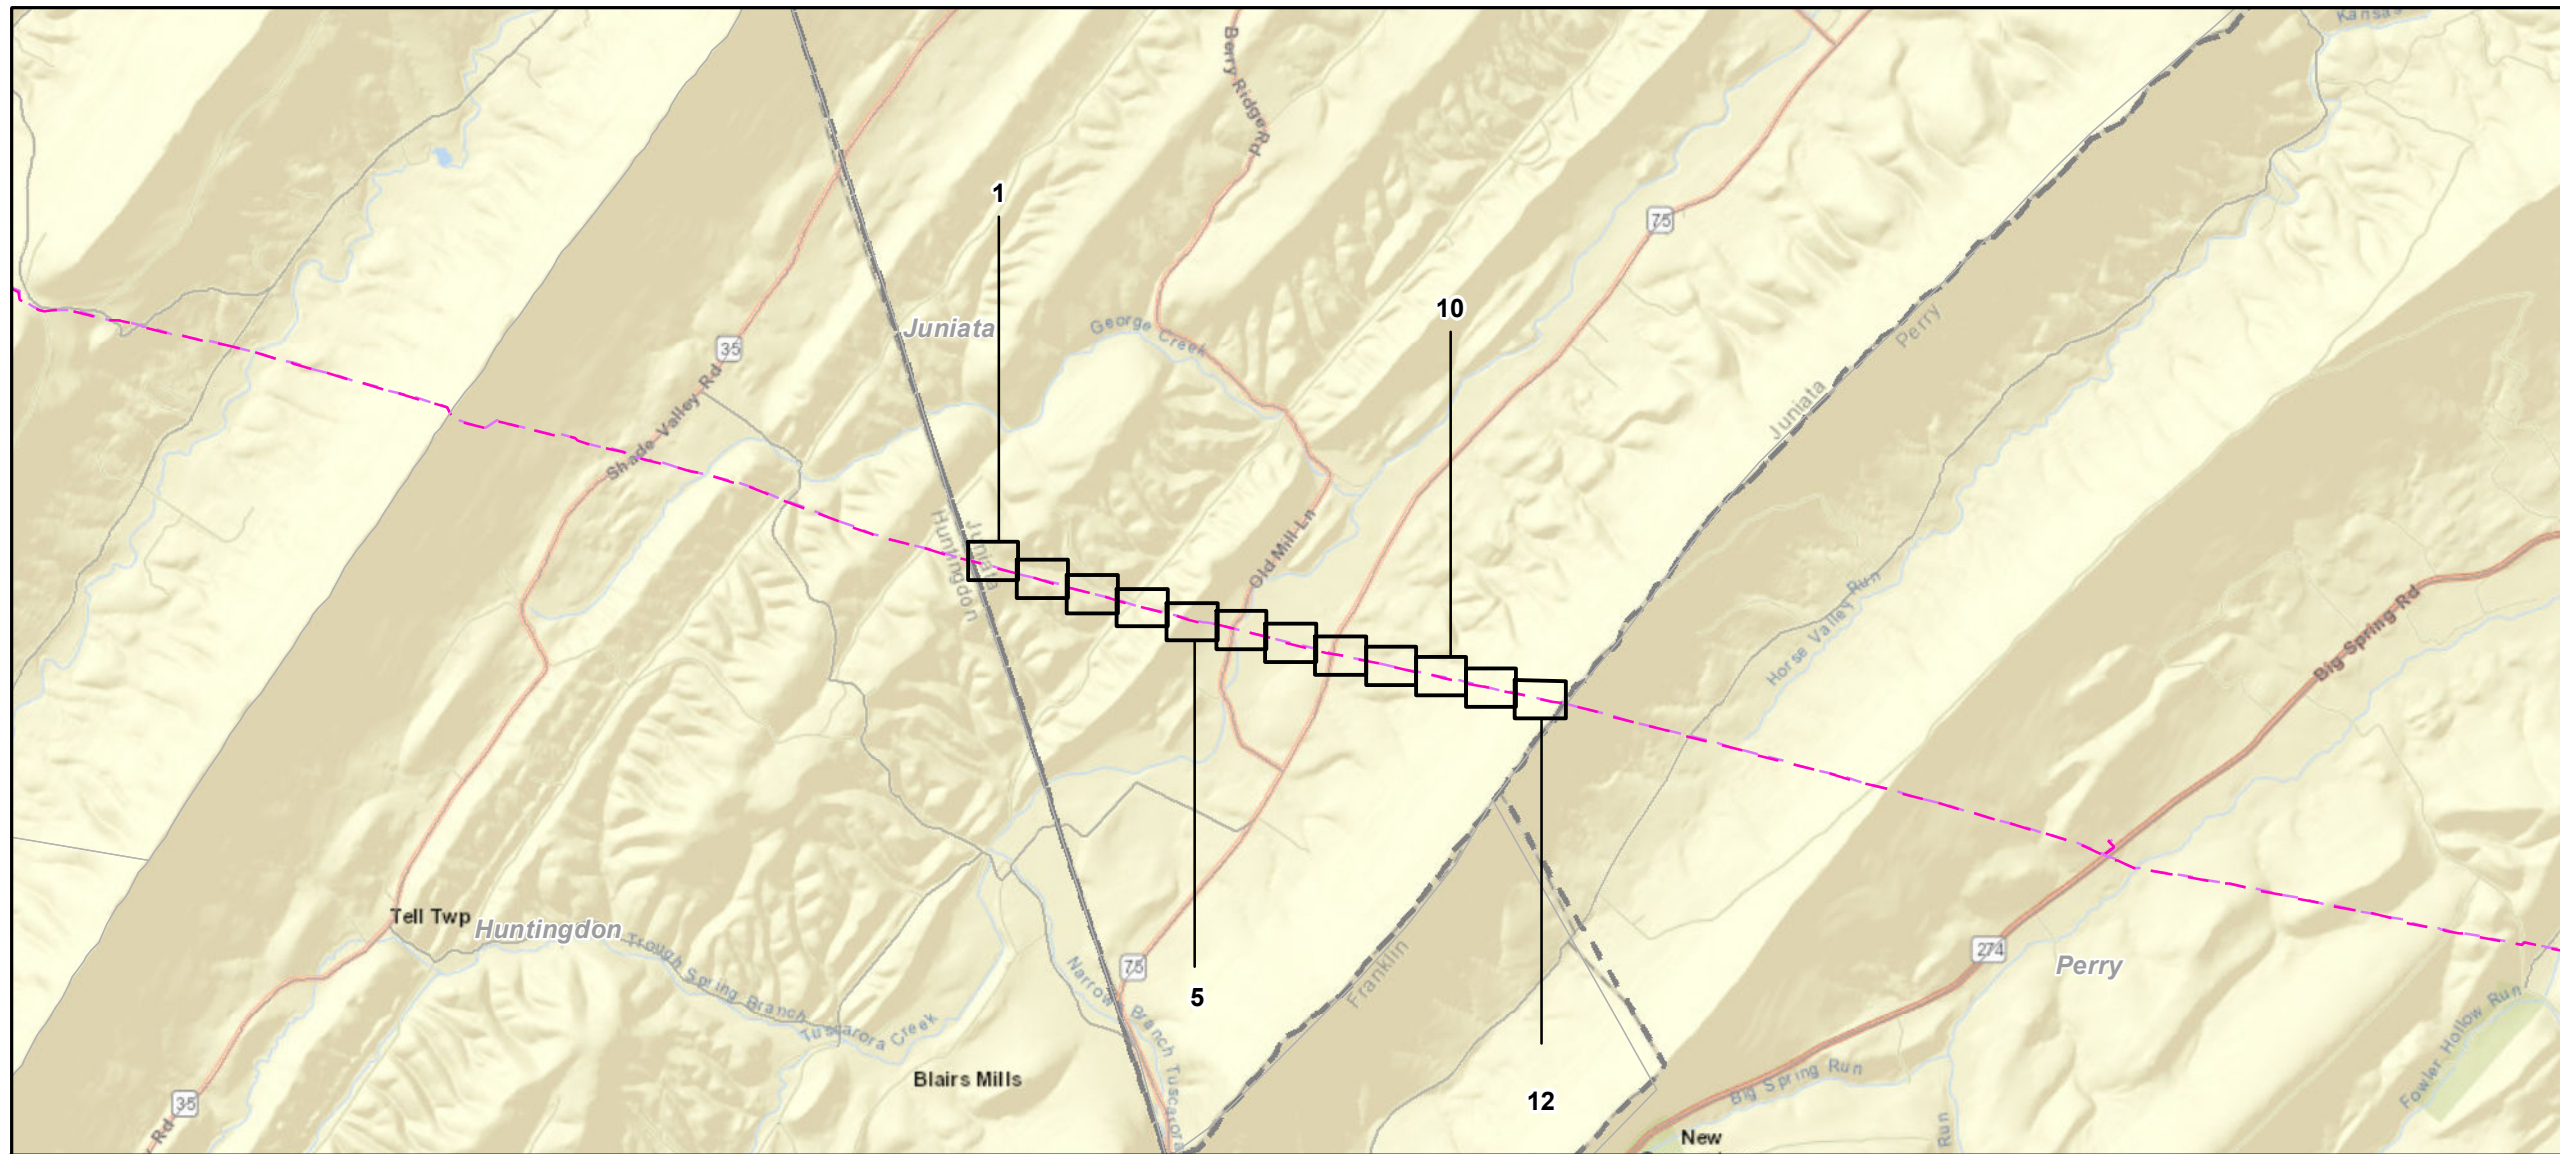 Kansas
Berry Ridge Rd
1
75
10
Juniata
George Creek
35
Shade Valley Rd
Perry
Juniata
Juniata
Huntingdon
Old Mill Ln
Horse Valley Run
Big Spring Rd
Tell Twp
Huntingdon
Trough Spring Branch
Tuscarora Creek
Narrow
Branch Tuscarora
75
5
Franklin
274
Perry
Blairs Mills
12
Big Spring Run
Fowler Hollow Run
35
Rd
New
Run